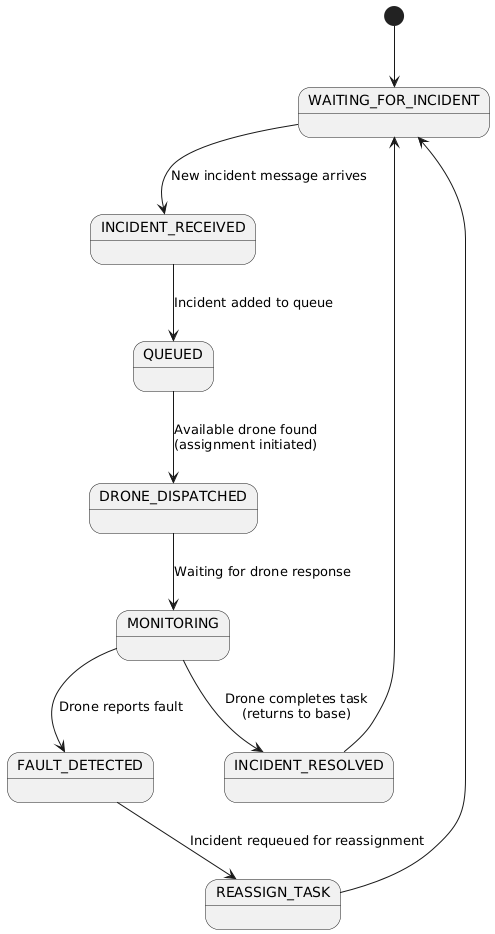 WAITING_FOR_INCIDENT
New incident message arrives
INCIDENT_RECEIVED
Incident added to queue
QUEUED
Available drone found
(assignment initiated)
DRONE_DISPATCHED
Waiting for drone response
MONITORING
Drone reports fault
Drone completes task
(returns to base)
FAULT_DETECTED
INCIDENT_RESOLVED
Incident requeued for reassignment
REASSIGN_TASK